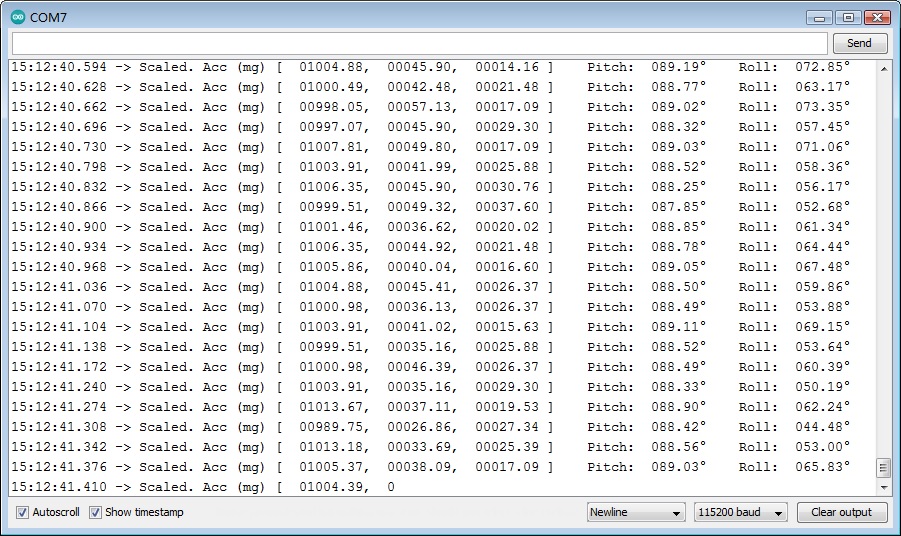 COM7
Send
15:12:40.594 -> Scaled. Acc (mg) [  01004.88,  00045.90,  00014.16 ]    Pitch:  089.19°    Roll:  072.85°
15:12:40.628 -> Scaled. Acc (mg) [  01000.49,  00042.48,  00021.48 ]    Pitch:  088.77°    Roll:  063.17°
15:12:40.662 -> Scaled. Acc (mg) [  00998.05,  00057.13,  00017.09 ]    Pitch:  089.02°    Roll:  073.35°
15:12:40.696 -> Scaled. Acc (mg) [  00997.07,  00045.90,  00029.30 ]    Pitch:  088.32°    Roll:  057.45°
15:12:40.730 -> Scaled. Acc (mg) [  01007.81,  00049.80,  00017.09 ]    Pitch:  089.03°    Roll:  071.06°
15:12:40.798 -> Scaled. Acc (mg) [  01003.91,  00041.99,  00025.88 ]    Pitch:  088.52°    Roll:  058.36°
15:12:40.832 -> Scaled. Acc (mg) [  01006.35,  00045.90,  00030.76 ]    Pitch:  088.25°    Roll:  056.17°
15:12:40.866 -> Scaled. Acc (mg) [  00999.51,  00049.32,  00037.60 ]    Pitch:  087.85°    Roll:  052.68°
15:12:40.900 -> Scaled. Acc (mg) [  01001.46,  00036.62,  00020.02 ]    Pitch:  088.85°    Roll:  061.34°
15:12:40.934 -> Scaled. Acc (mg) [  01006.35,  00044.92,  00021.48 ]    Pitch:  088.78°    Roll:  064.44°
15:12:40.968 -> Scaled. Acc (mg) [  01005.86,  00040.04,  00016.60 ]    Pitch:  089.05°    Roll:  067.48°
15:12:41.036 -> Scaled. Acc (mg) [  01004.88,  00045.41,  00026.37 ]    Pitch:  088.50°    Roll:  059.86°
15:12:41.070 -> Scaled. Acc (mg) [  01000.98,  00036.13,  00026.37 ]    Pitch:  088.49°    Roll:  053.88°
15:12:41.104 -> Scaled. Acc (mg) [  01003.91,  00041.02,  00015.63 ]    Pitch:  089.11°    Roll:  069.15°
15:12:41.138 -> Scaled. Acc (mg) [  00999.51,  00035.16,  00025.88 ]    Pitch:  088.52°    Roll:  053.64°
15:12:41.172 -> Scaled. Acc (mg) [  01000.98,  00046.39,  00026.37 ]    Pitch:  088.49°    Roll:  060.39°
15:12:41.240 -> Scaled. Acc (mg) [  01003.91,  00035.16,  00029.30 ]    Pitch:  088.33°    Roll:  050.19°
15:12:41.274 -> Scaled. Acc (mg) [  01013.67,  00037.11,  00019.53 ]    Pitch:  088.90°    Roll:  062.24°
15:12:41.308 -> Scaled. Acc (mg) [  00989.75,  00026.86,  00027.34 ]    Pitch:  088.42°    Roll:  044.48°
15:12:41.342 -> Scaled. Acc (mg) [  01013.18,  00033.69,  00025.39 ]    Pitch:  088.56°    Roll:  053.00°
15:12:41.376 -> Scaled. Acc (mg) [  01005.37,  00038.09,  00017.09 ]    Pitch:  089.03°    Roll:  065.83°
15:12:41.410 -> Scaled. Acc (mg) [  01004.39,  0
Autoscroll  Show timestamp  Newline  115200 baud  Clear output